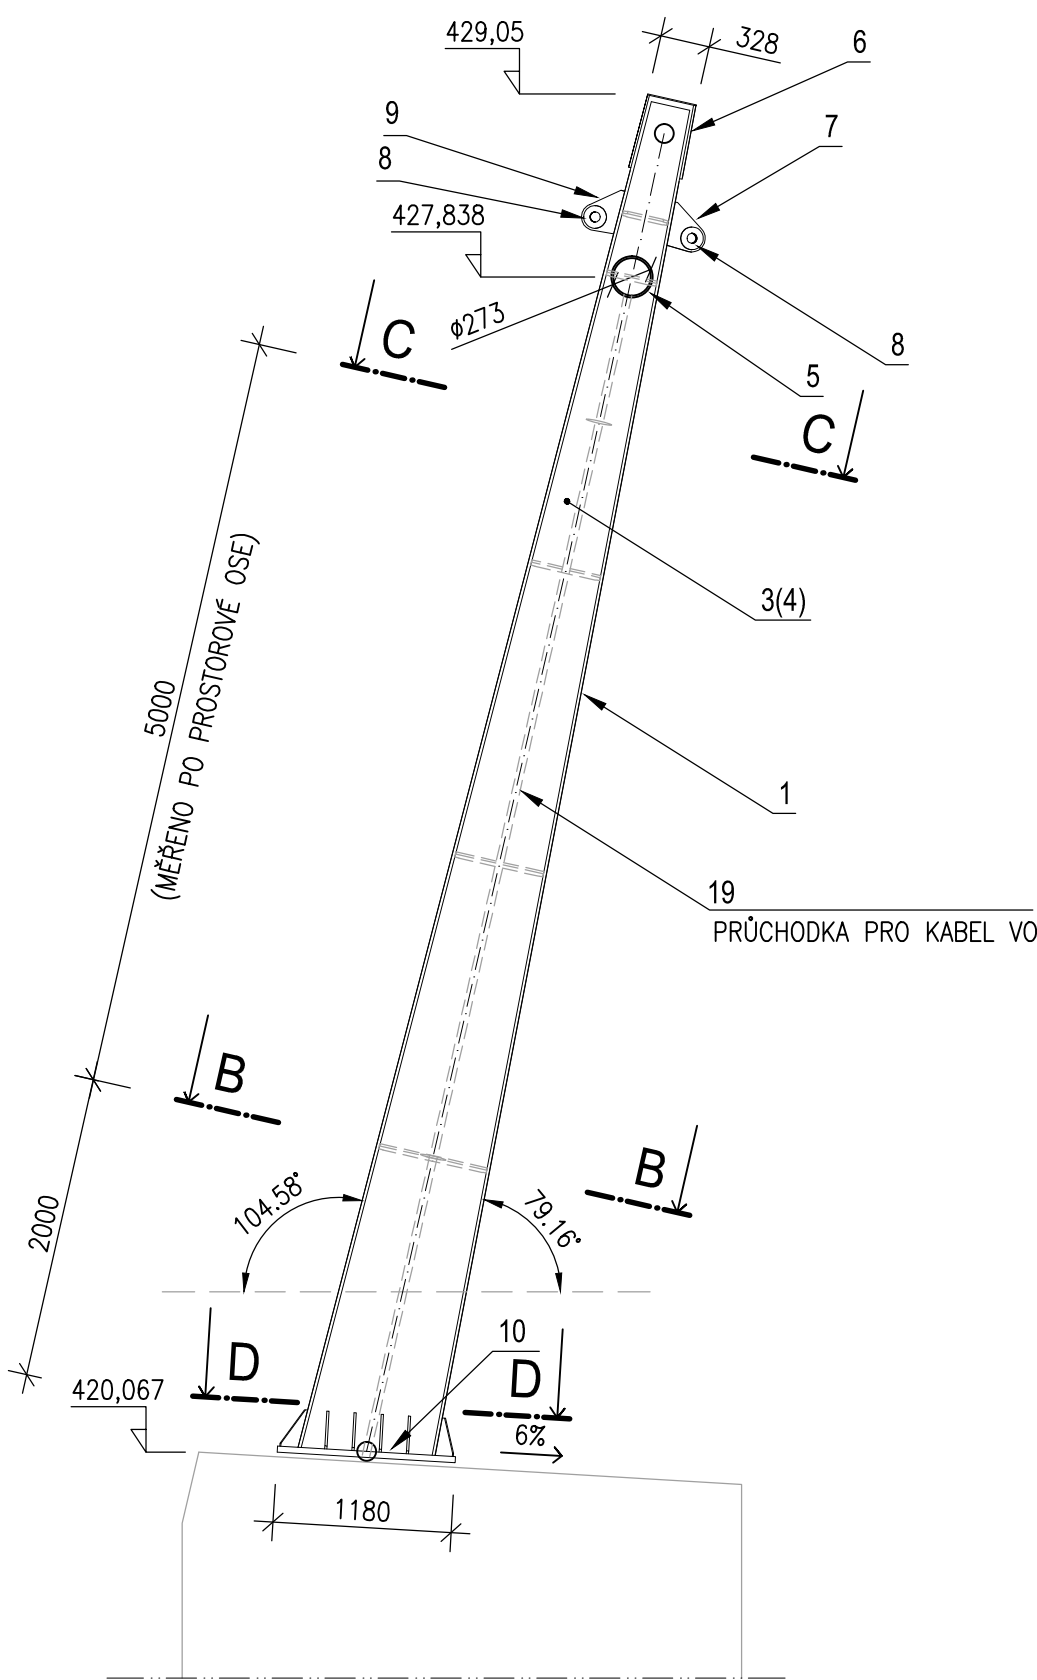 429,05
328
6
9
7
8
427,838
ø273
C
8
5
C
3(4)
5000
(MĚŘENO PO PROSTOROVÉ OSE)
1
19
PRŮCHODKA PRO KABEL VO
B
B
104.58°
79.16°
2000
10
D
D
420,067
6%
1180